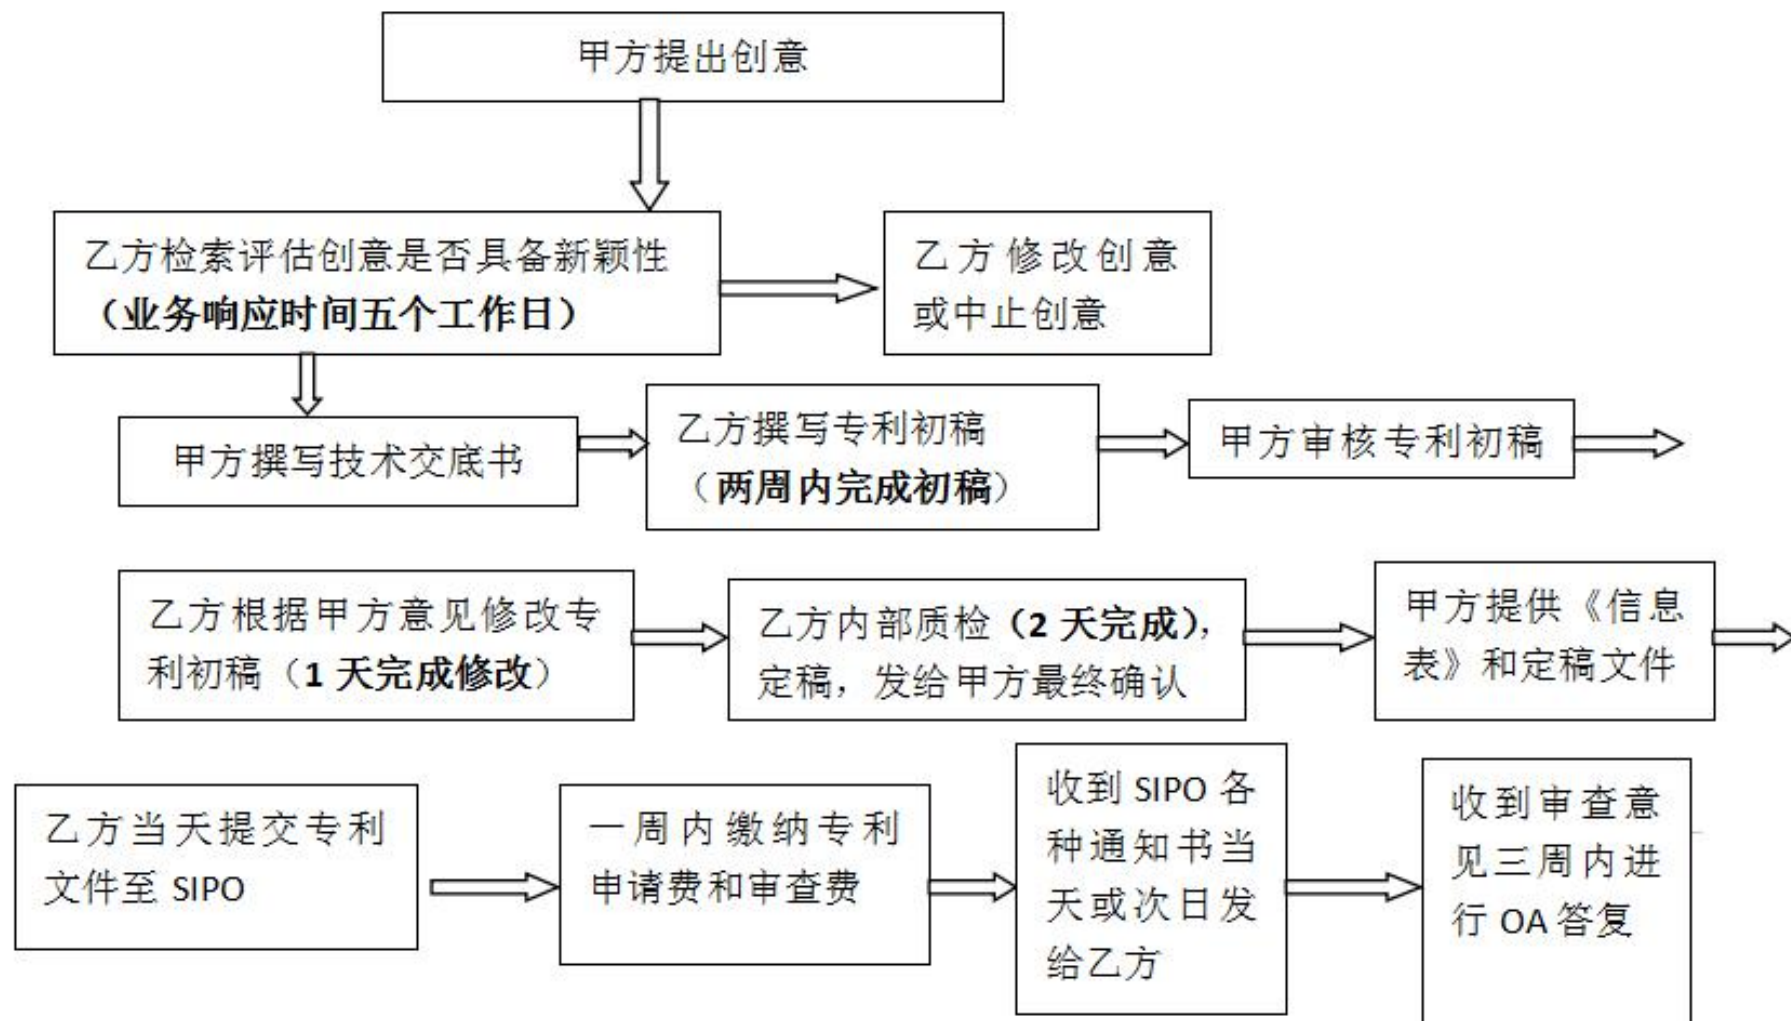 甲方提出创意
乙方检索评估创意是否具备新颖性
（业务响应时间五个工作日）
乙方修改创意
或中止创意
甲方撰写技术交底书
乙方撰写专利初稿
（两周内完成初稿）
甲方审核专利初稿
乙方根据甲方意见修改专
利初稿（1 天完成修改）
乙方内部质检（2 天完成），
定稿，发给甲方最终确认
甲方提供《信息
表》和定稿文件
乙方当天提交专利
文件至 SIPO
一周内缴纳专利
申请费和审查费
收到 SIPO 各
种通知书当
天或次日发
给乙方
收到审查意
见三周内进
行 OA 答复